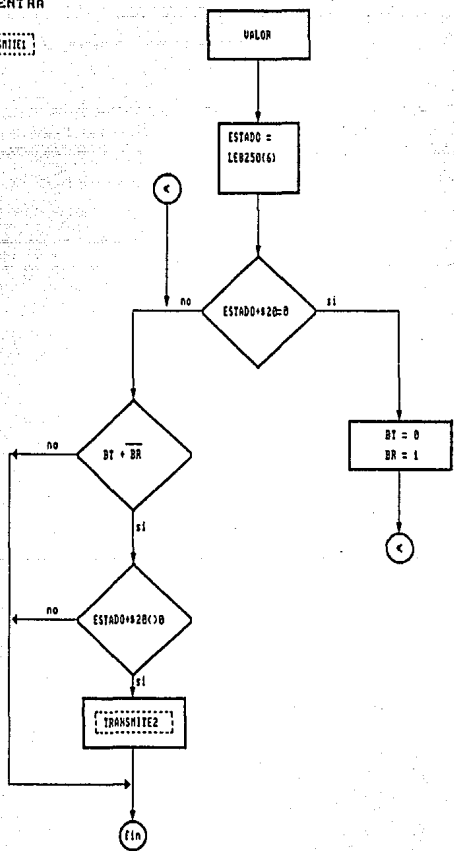 VALOR
ESTADO =
LEB250(6)
<
no
ESTADO+$20=0
si
BT + BR
no
si
BT = 0
BR = 1
<
no
ESTADO+$20<>0
si
TRANSMITE2
fin